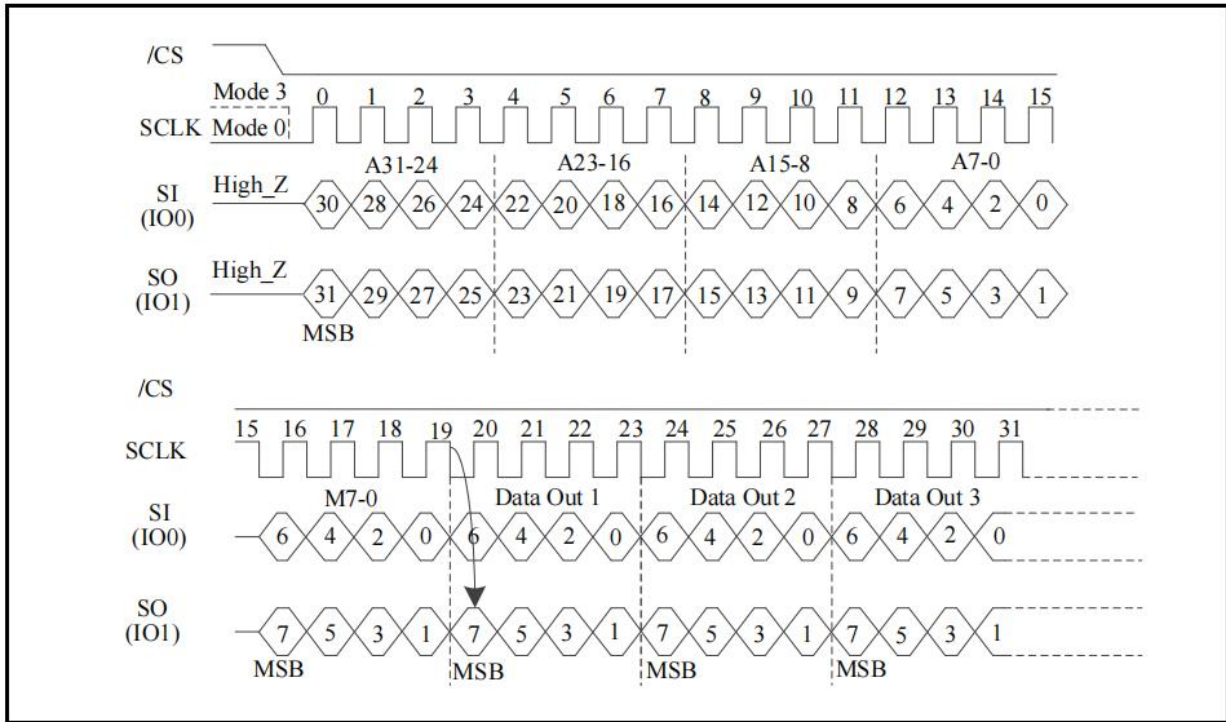 /CS
Mode 3 0 1 2 3 4 5 6 7 8 9 10 11 12 13 14 15
SCLK Mode 0
A31-24 A23-16 A15-8 A7-0
SI High_Z 30 28 26 24 22 20 18 16 14 12 10 8 6 4 2 0
(IO0)
SO High_Z 31 29 27 25 23 21 19 17 15 13 11 9 7 5 3 1
(IO1)
MSB
/CS
15 16 17 18 19 20 21 22 23 24 25 26 27 28 29 30 31
SCLK
M7-0 Data Out 1 Data Out 2 Data Out 3
SI 6 4 2 0 6 4 2 0 6 4 2 0 6 4 2 0
(IO0)
SO 7 5 3 1 7 5 3 1 7 5 3 1 7 5 3 1
(IO1)
MSB MSB MSB MSB